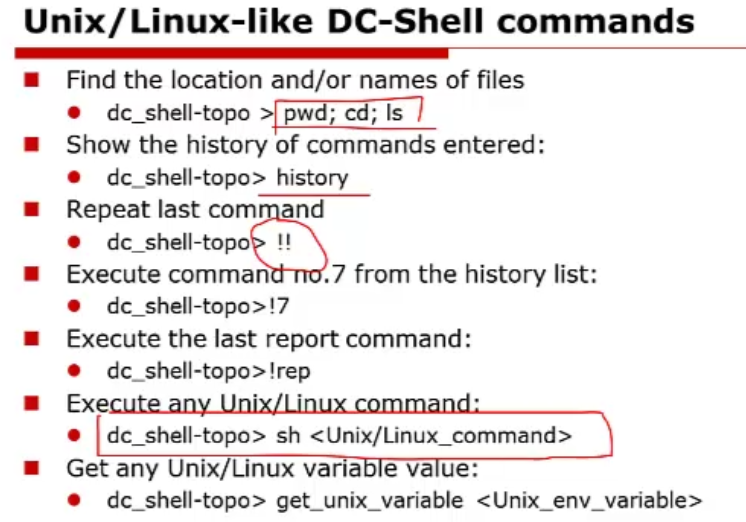 Unix/Linux-like DC-Shell commands
Find the location and/or names of files
dc_shell-topo > pwd; cd; ls
Show the history of commands entered:
dc_shell-topo> history
Repeat last command
dc_shell-topo> !!
Execute command no.7 from the history list:
dc_shell-topo>!7
Execute the last report command:
dc_shell-topo>!rep
Execute any Unix/Linux command:
dc_shell-topo> sh <Unix/Linux_command>
Get any Unix/Linux variable value:
dc_shell-topo> get_unix_variable <Unix_env_variable>